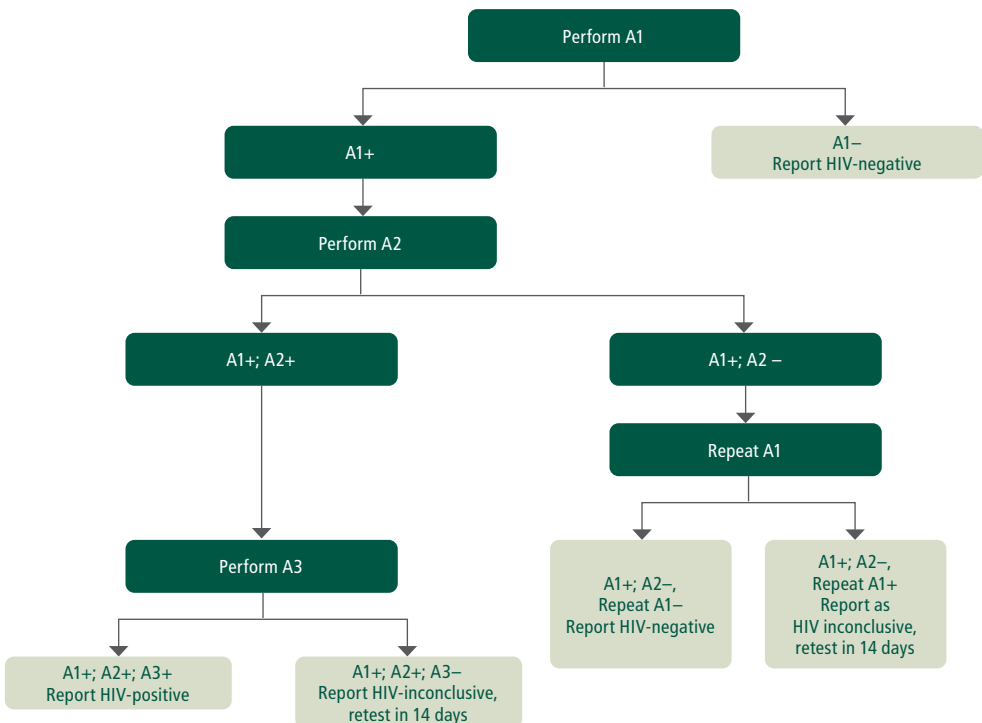 Perform A1
A1+
A1–
Report HIV-negative
Perform A2
A1+; A2+
A1+; A2 –
Repeat A1
Perform A3
A1+; A2–,
Repeat A1–
Report HIV-negative
A1+; A2–,
Repeat A1+
Report as
HIV inconclusive,
retest in 14 days
A1+; A2+; A3+
Report HIV-positive
A1+; A2+; A3–
Report HIV-inconclusive,
retest in 14 days